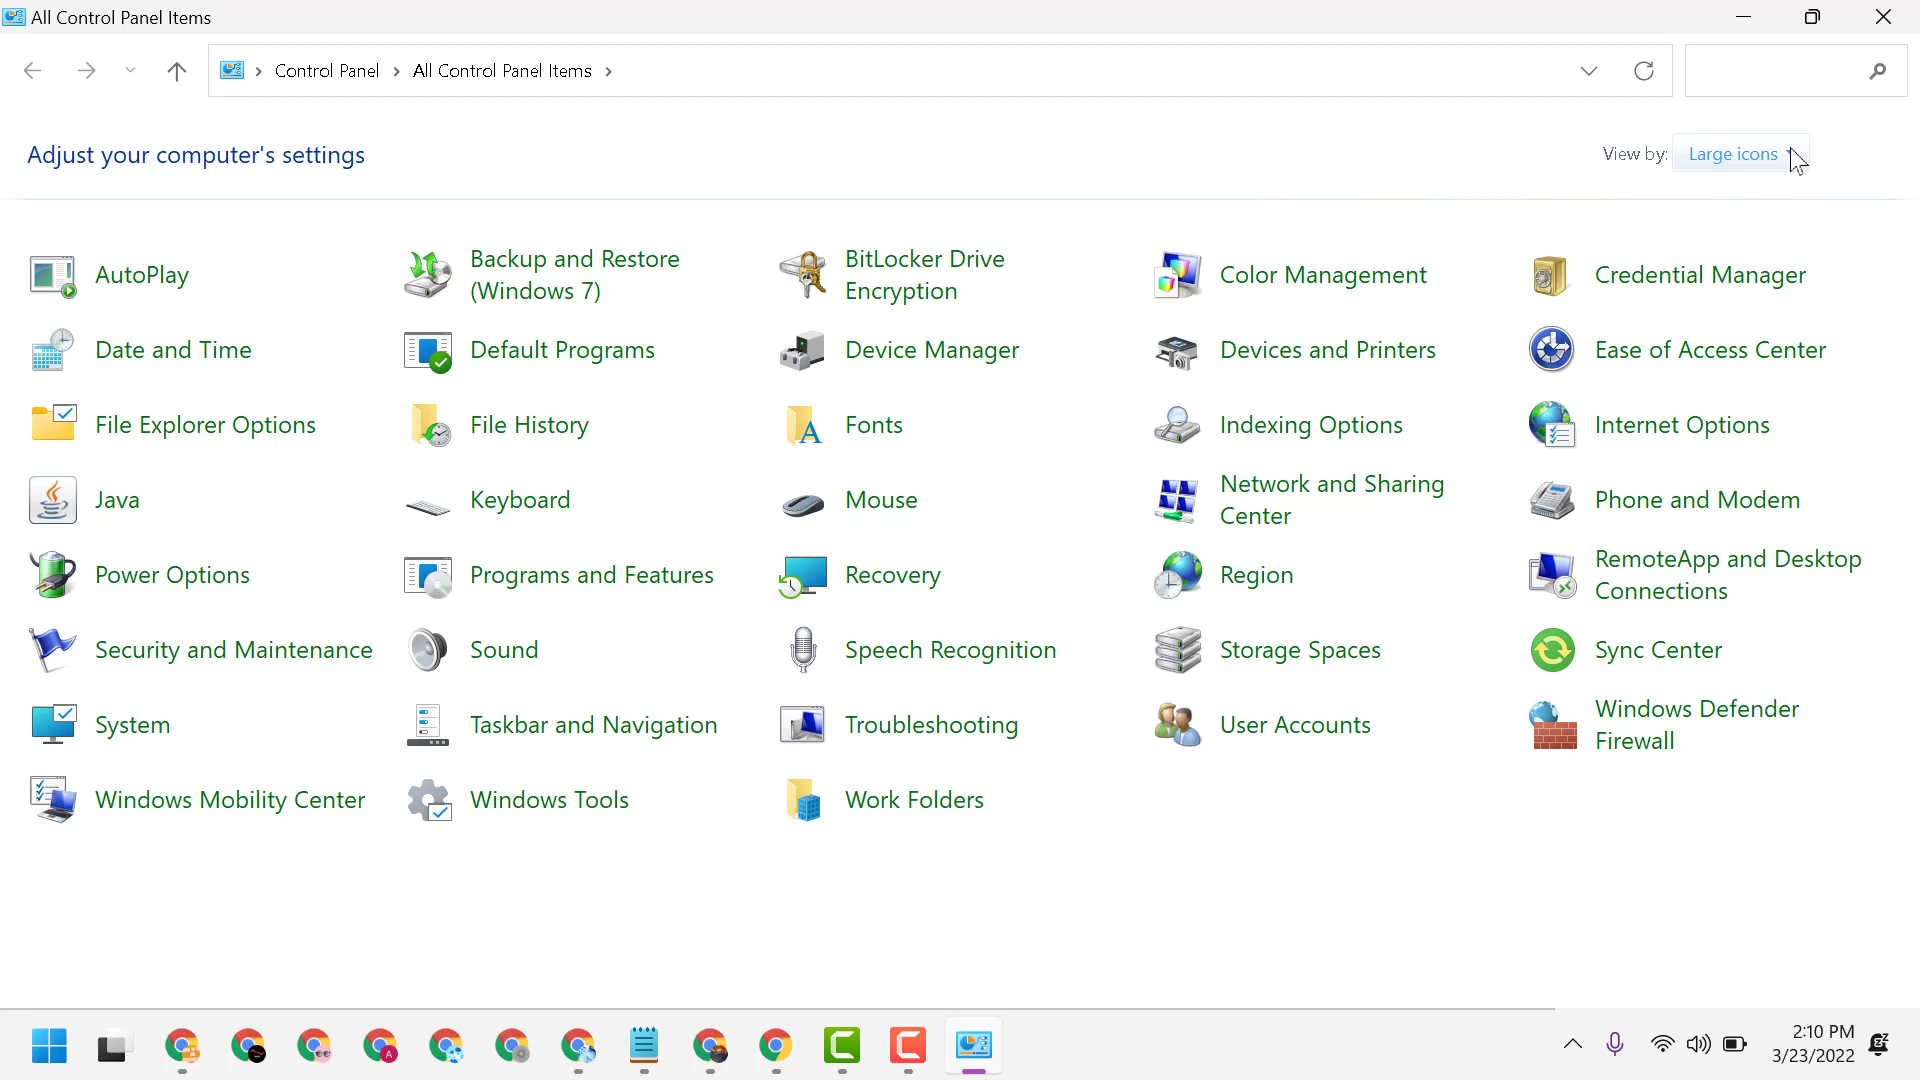 All Control Panel Items
Control Panel
All Control Panel Items
Adjust your computer's settings
View by:
Large icons
AutoPlay
Backup and Restore
(Windows 7)
BitLocker Drive
Encryption
Color Management
Credential Manager
Date and Time
Default Programs
Device Manager
Devices and Printers
Ease of Access Center
File Explorer Options
File History
Fonts
Indexing Options
Internet Options
Java
Keyboard
Mouse
Network and Sharing
Center
Phone and Modem
Power Options
Programs and Features
Recovery
Region
RemoteApp and Desktop
Connections
Security and Maintenance
Sound
Speech Recognition
Storage Spaces
Sync Center
System
Taskbar and Navigation
Troubleshooting
User Accounts
Windows Defender
Firewall
Windows Mobility Center
Windows Tools
Work Folders
2:10 PM
3/23/2022